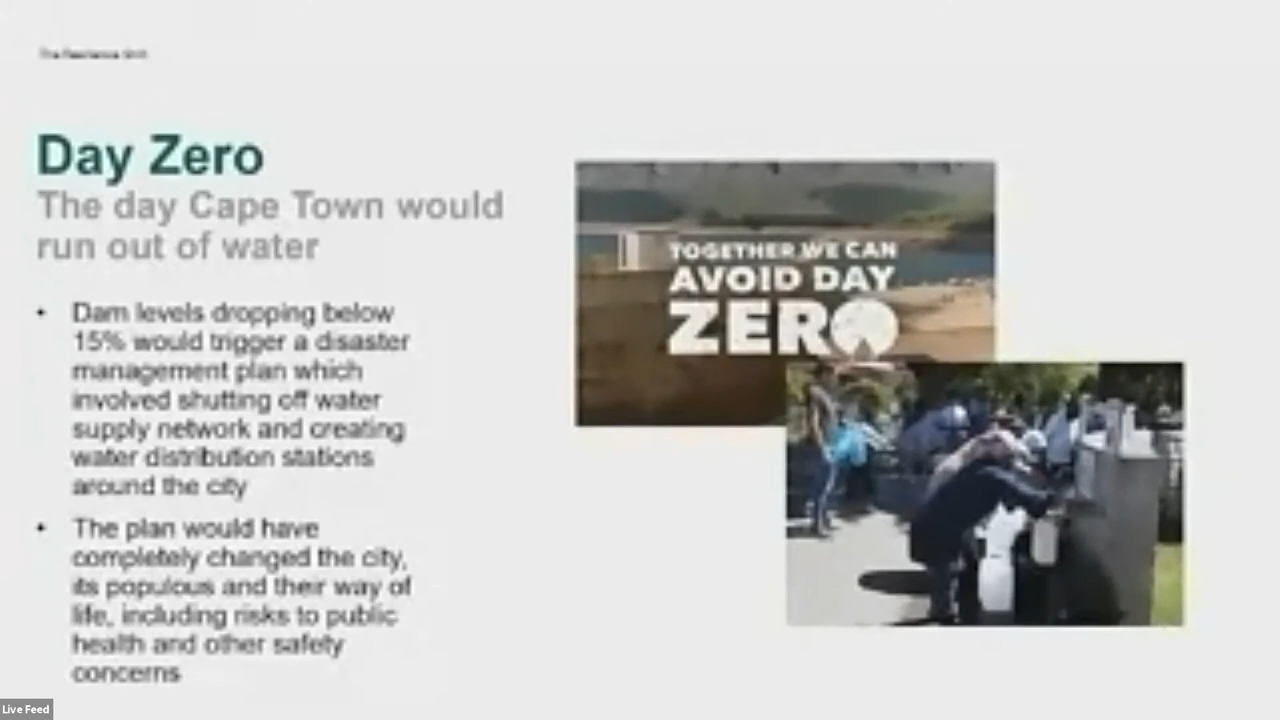 Day Zero
The day Cape Town would
run out of water
• Dam levels dropping below
15% would trigger a disaster
management plan which
involved shutting off water
supply network and creating
water distribution stations
around the city
• The plan would have
completely changed the city,
its populous and their way of
life, including risks to public
health and other safety
concerns
TOGETHER WE CAN
AVOID DAY
ZERO
Live Feed